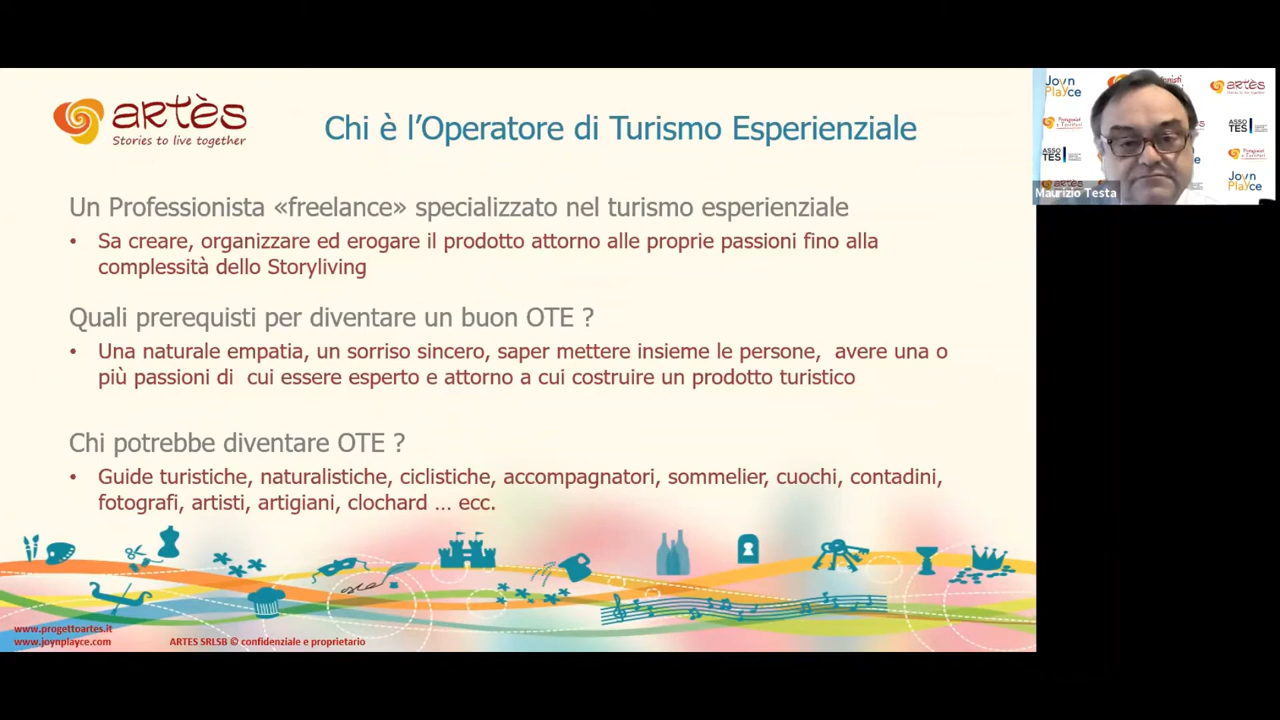 artès
Stories to live together
Chi è l’Operatore di Turismo Esperienziale
Un Professionista «freelance» specializzato nel turismo esperienziale
• Sa creare, organizzare ed erogare il prodotto attorno alle proprie passioni fino alla
complessità dello Storyliving
Quali prerequisti per diventare un buon OTE ?
• Una naturale empatia, un sorriso sincero, saper mettere insieme le persone, avere una o
più passioni di cui essere esperto e attorno a cui costruire un prodotto turistico
Chi potrebbe diventare OTE ?
• Guide turistiche, naturalistiche, ciclistiche, accompagnatori, sommelier, cuochi, contadini,
fotografi, artisti, artigiani, clochard … ecc.
www.progettoartes.it
www.joynplayce.com
ARTES SRLSB © confidenziale e proprietario
Joyn
Playce
artès
ASSO
TES
ASSO
TES
Joyn
Playce
Maurizio Testa